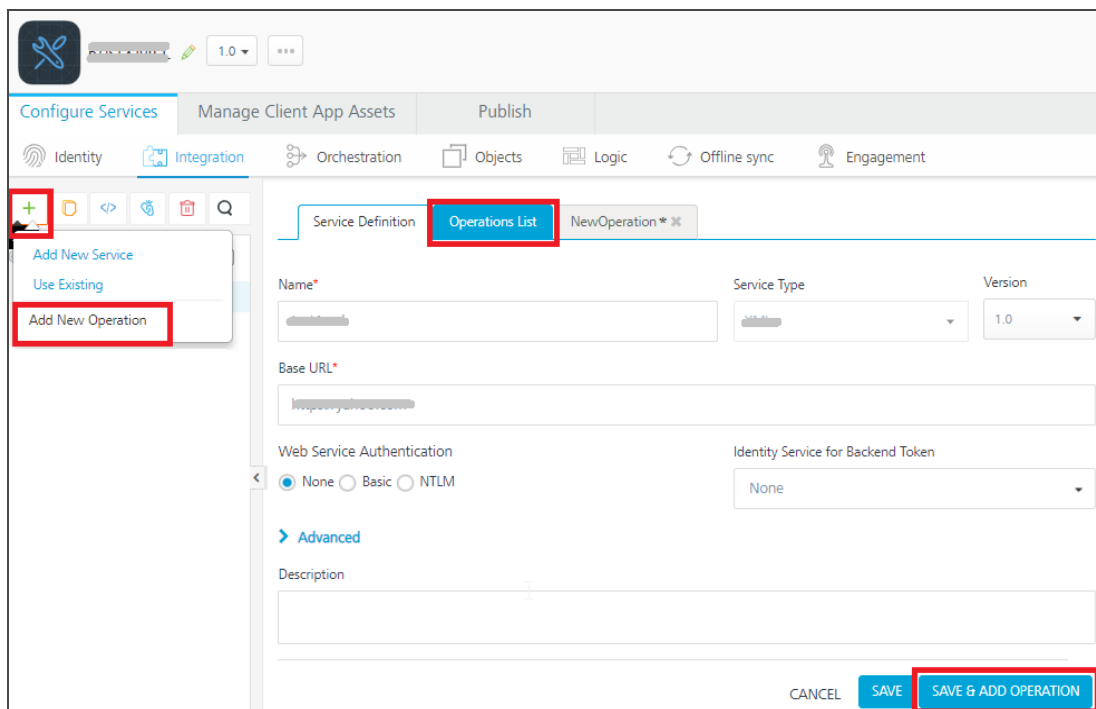 1.0
Configure Services
Manage Client App Assets
Publish
Identity
Integration
Orchestration
Objects
Logic
Offline sync
Engagement
Service Definition
Operations List
NewOperation *
Add New Service
Use Existing
Add New Operation
Name*
Service Type
Version
1.0
Base URL*
Web Service Authentication
Identity Service for Backend Token
None
Basic
NTLM
None
Advanced
Description
CANCEL
SAVE
SAVE & ADD OPERATION